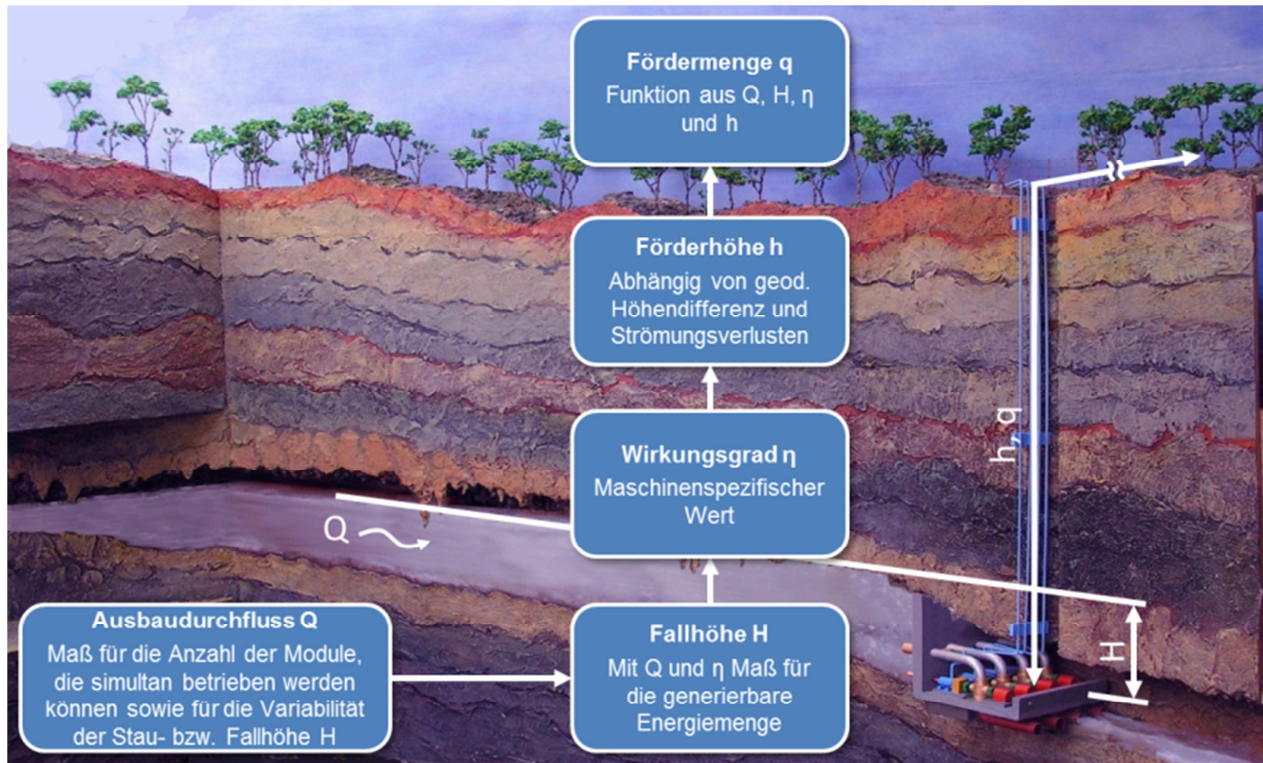 Fördermenge q
Funktion aus Q, H, η
und h
Förderhöhe h
Abhängig von geod.
Höhendifferenz und
Strömungsverlusten
Wirkungsgrad η
Maschinenspezifischer
Wert
Ausbaudurchfluss Q
Maß für die Anzahl der Module,
die simultan betrieben werden
können sowie für die Variabilität
der Stau- bzw. Fallhöhe H
Fallhöhe H
Mit Q und η Maß für
die generierbare
Energiemenge
Q
h, q
H